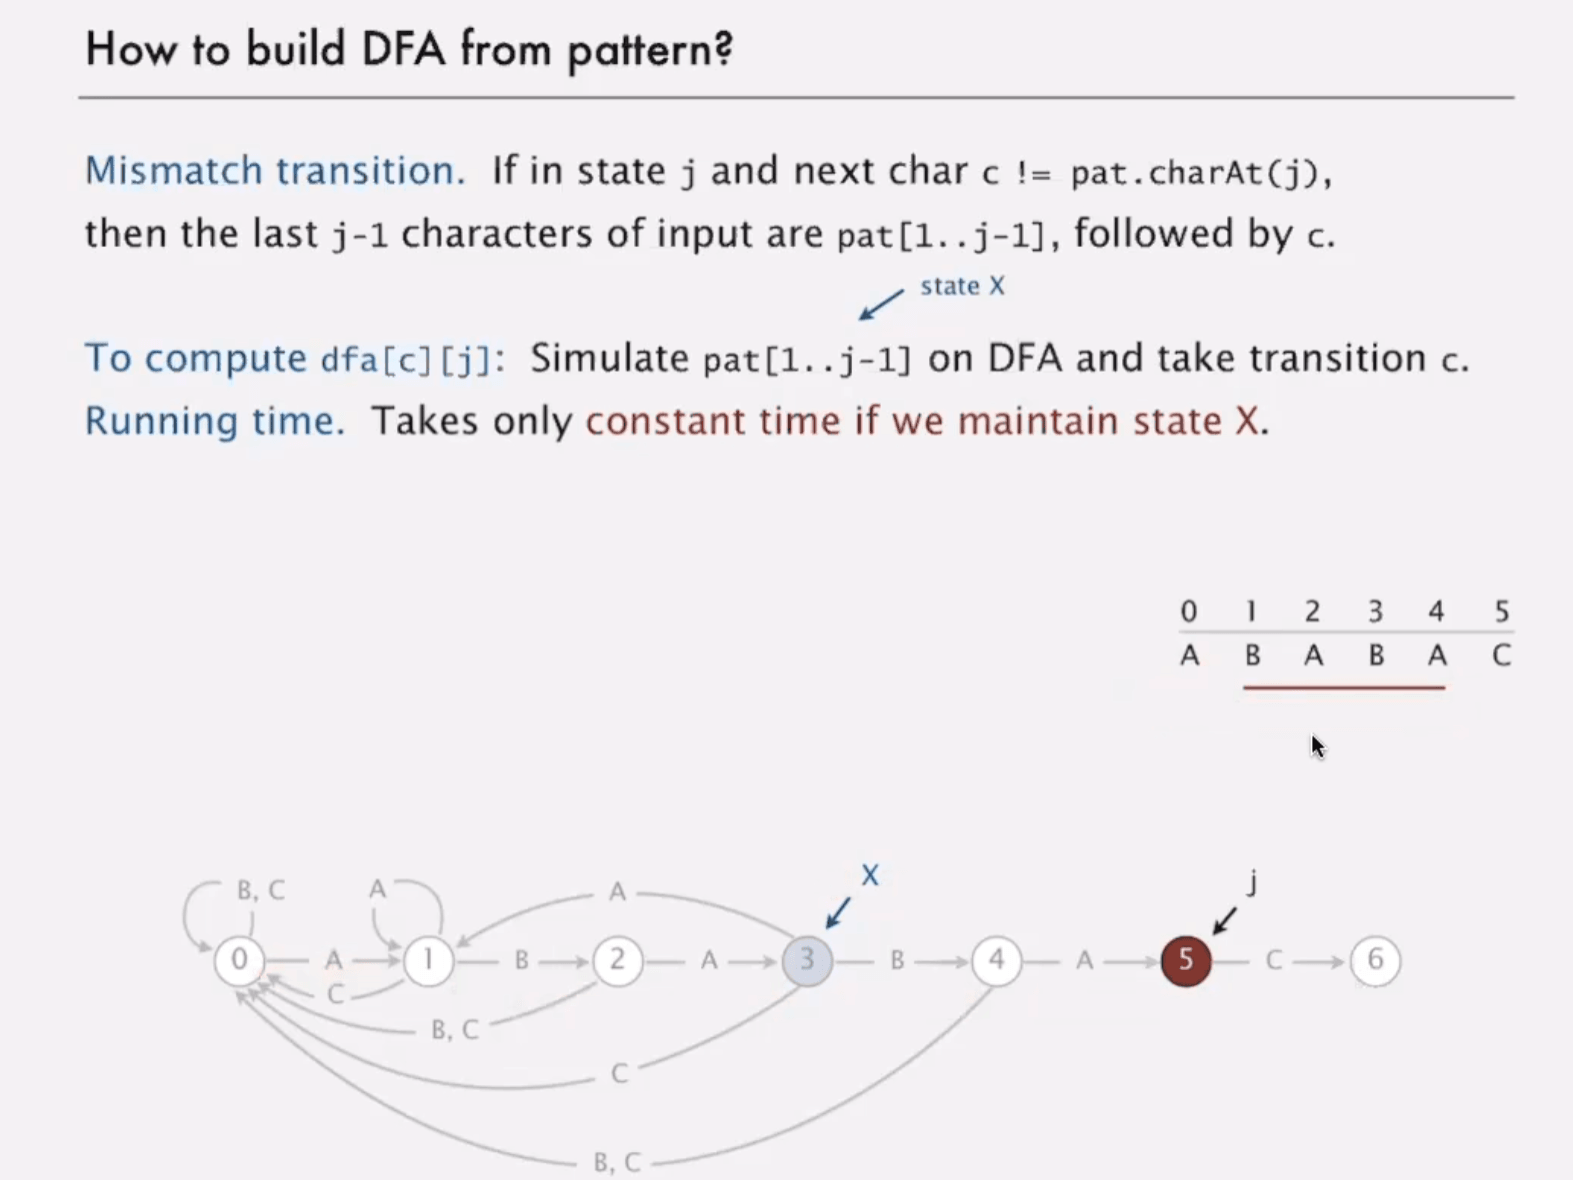 How to build DFA from pattern?
Mismatch transition. If in state j and next char c != pat.charAt(j),
then the last j-1 characters of input are pat[1..j-1], followed by c.
state X
To compute dfa[c][j]: Simulate pat[1..j-1] on DFA and take transition c.
Running time. Takes only constant time if we maintain state X.
0 1 2 3 4 5
A B A B A C
X
j
B, C A A
0 A 1 B 2 A 3 B 4 A 5 C 6
C
B, C
C
B, C